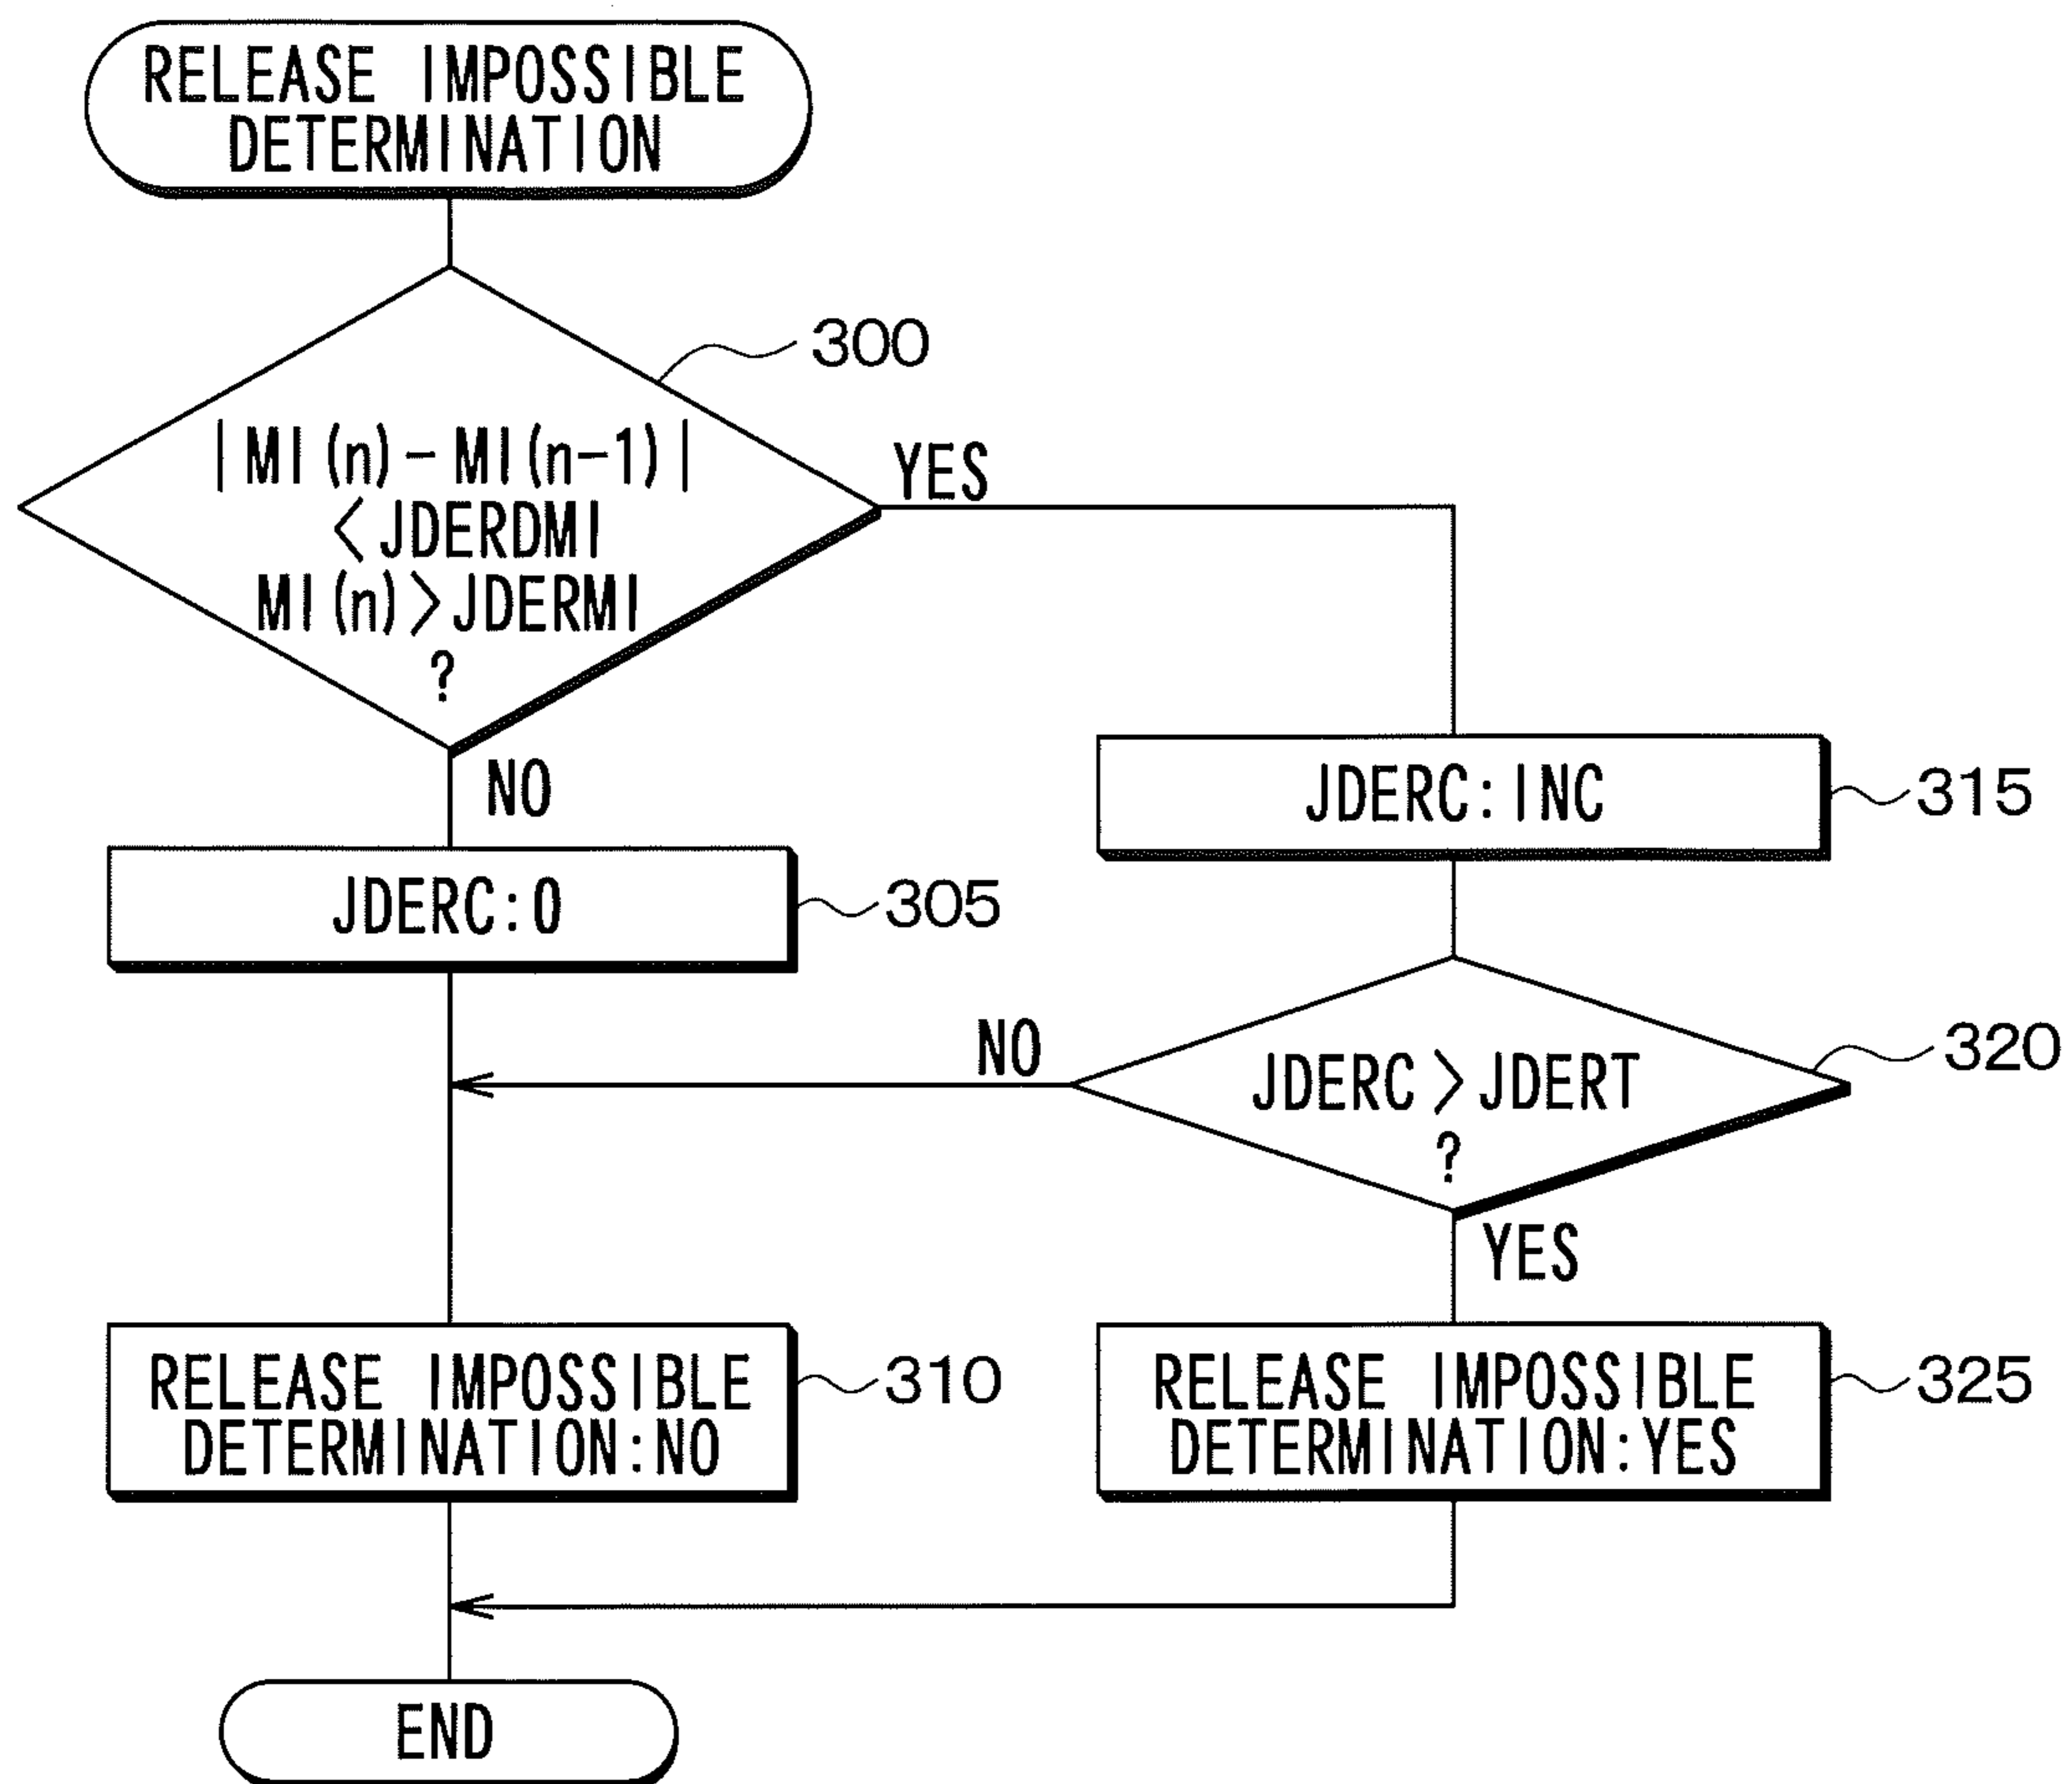 RELEASE IMPOSSIBLE
DETERMINATION
300
|MI(n)-MI(n-1)|
<JDERDMI
MI(n)>JDERMI
?
YES
NO
JDERC:INC
315
JDERC:0
305
NO
JDERC>JDERT
?
320
YES
RELEASE IMPOSSIBLE
DETERMINATION:NO
310
RELEASE IMPOSSIBLE
DETERMINATION:YES
325
END